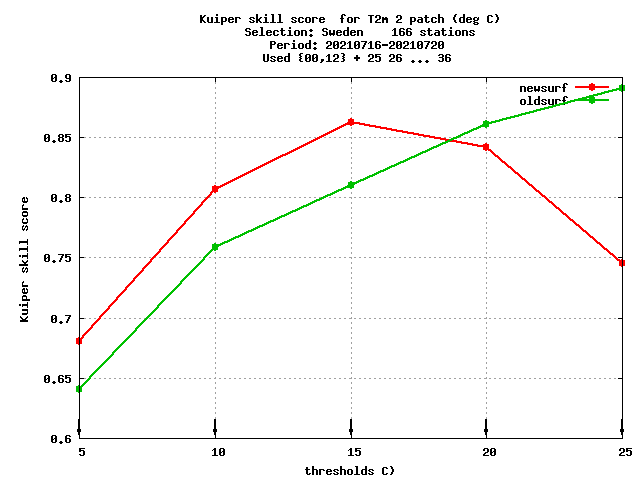 Kuiper skill score  for T2m 2 patch (deg C)
Selection: Sweden    166 stations
Period: 20210716-20210720
Used {00,12} + 25 26 ... 36
newsurf
oldsurf
0.9
0.85
0.8
0.75
0.7
0.65
0.6
Kuiper skill score
5 10 15 20 25
thresholds C)